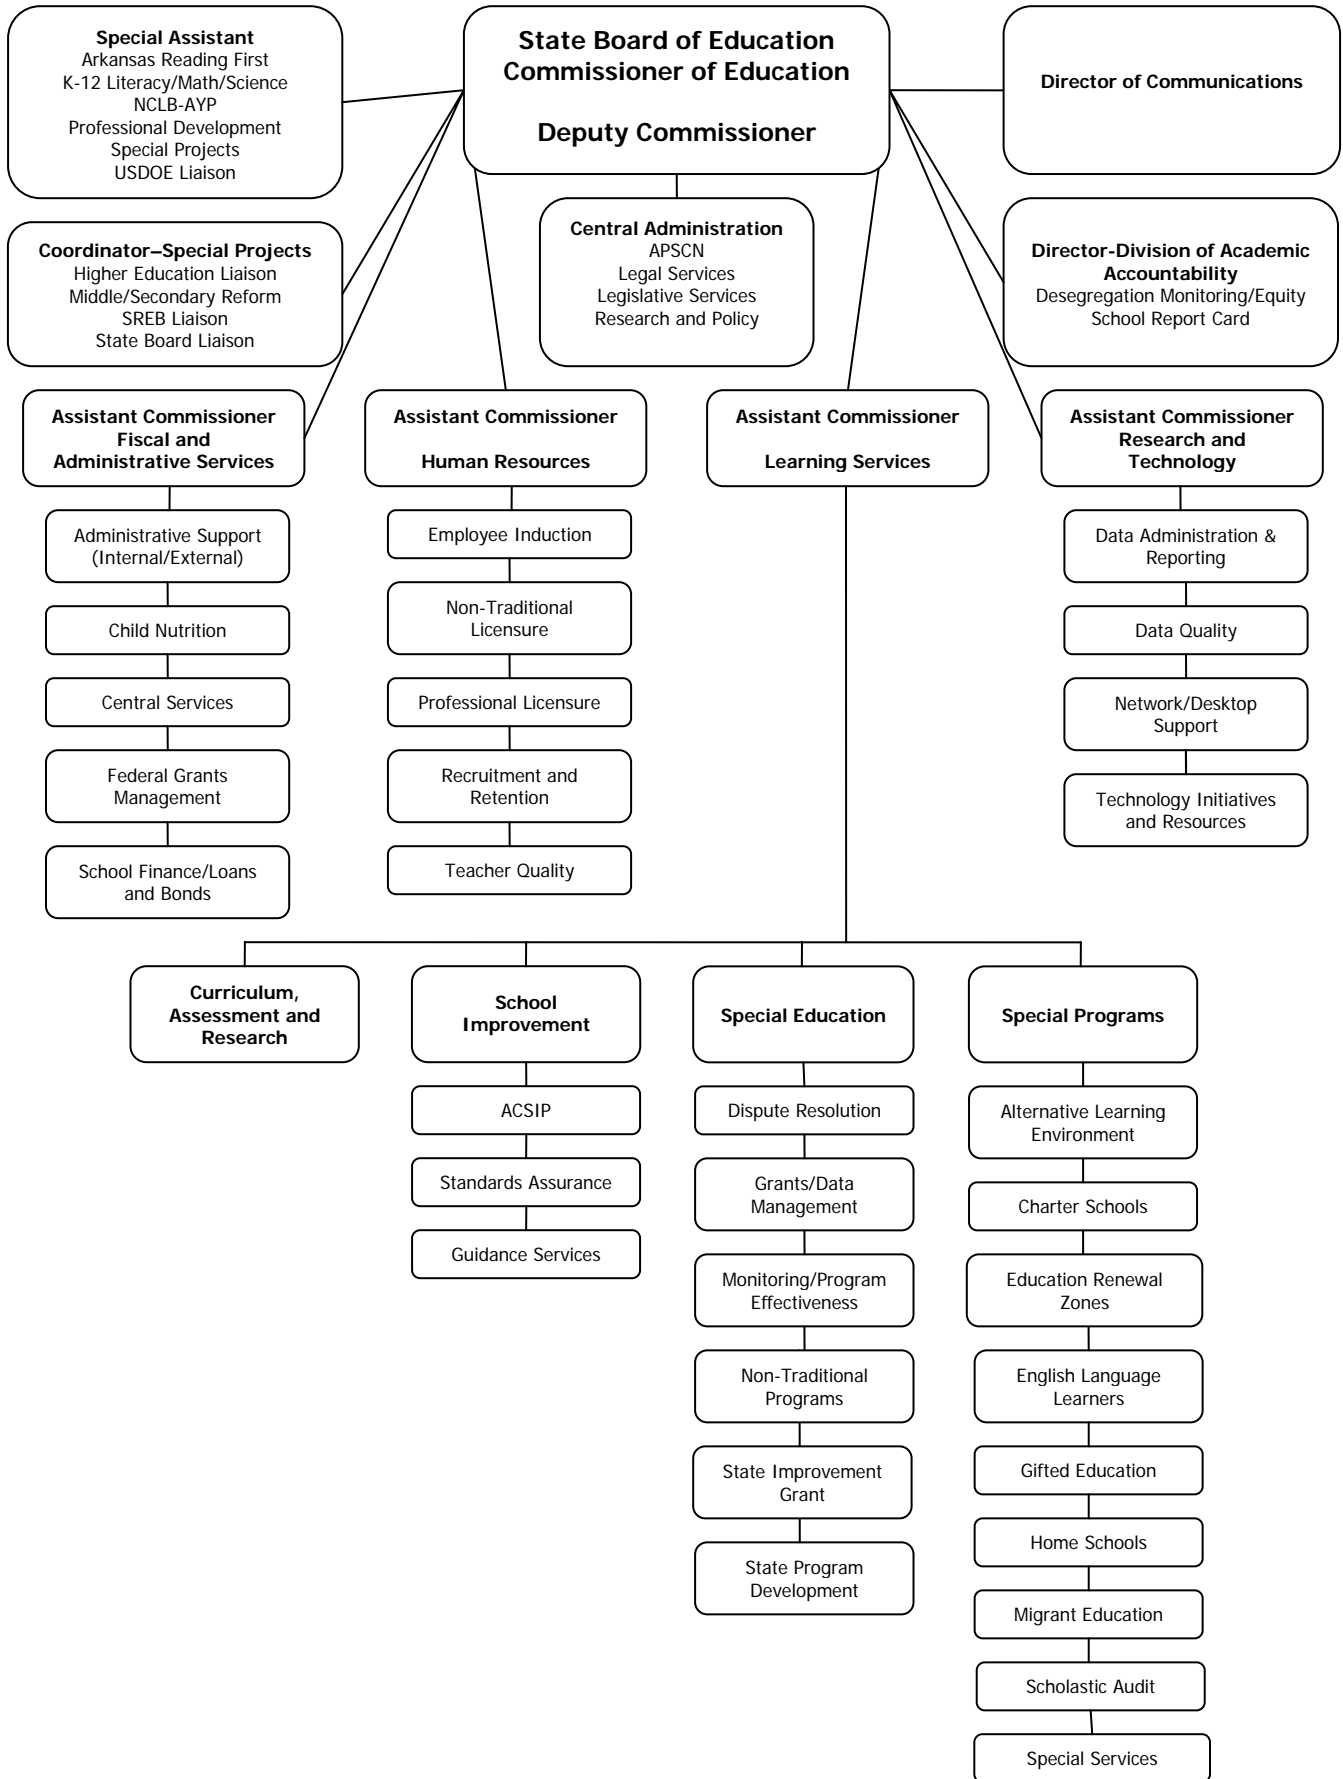 Special Assistant
Arkansas Reading First
K-12 Literacy/Math/Science
NCLB-AYP
Professional Development
Special Projects
USDOE Liaison
State Board of Education
Commissioner of Education
Deputy Commissioner
Director of Communications
Coordinator–Special Projects
Higher Education Liaison
Middle/Secondary Reform
SREB Liaison
State Board Liaison
Central Administration
APSCN
Legal Services
Legislative Services
Research and Policy
Director-Division of Academic
Accountability
Desegregation Monitoring/Equity
School Report Card
Assistant Commissioner
Fiscal and
Administrative Services
Assistant Commissioner
Human Resources
Assistant Commissioner
Learning Services
Assistant Commissioner
Research and
Technology
Administrative Support
(Internal/External)
Child Nutrition
Central Services
Federal Grants
Management
School Finance/Loans
and Bonds
Employee Induction
Non-Traditional
Licensure
Professional Licensure
Recruitment and
Retention
Teacher Quality
Data Administration &
Reporting
Data Quality
Network/Desktop
Support
Technology Initiatives
and Resources
Curriculum,
Assessment and
Research
School
Improvement
Special Education
Special Programs
ACSIP
Standards Assurance
Guidance Services
Dispute Resolution
Grants/Data
Management
Monitoring/Program
Effectiveness
Non-Traditional
Programs
State Improvement
Grant
State Program
Development
Alternative Learning
Environment
Charter Schools
Education Renewal
Zones
English Language
Learners
Gifted Education
Home Schools
Migrant Education
Scholastic Audit
Special Services